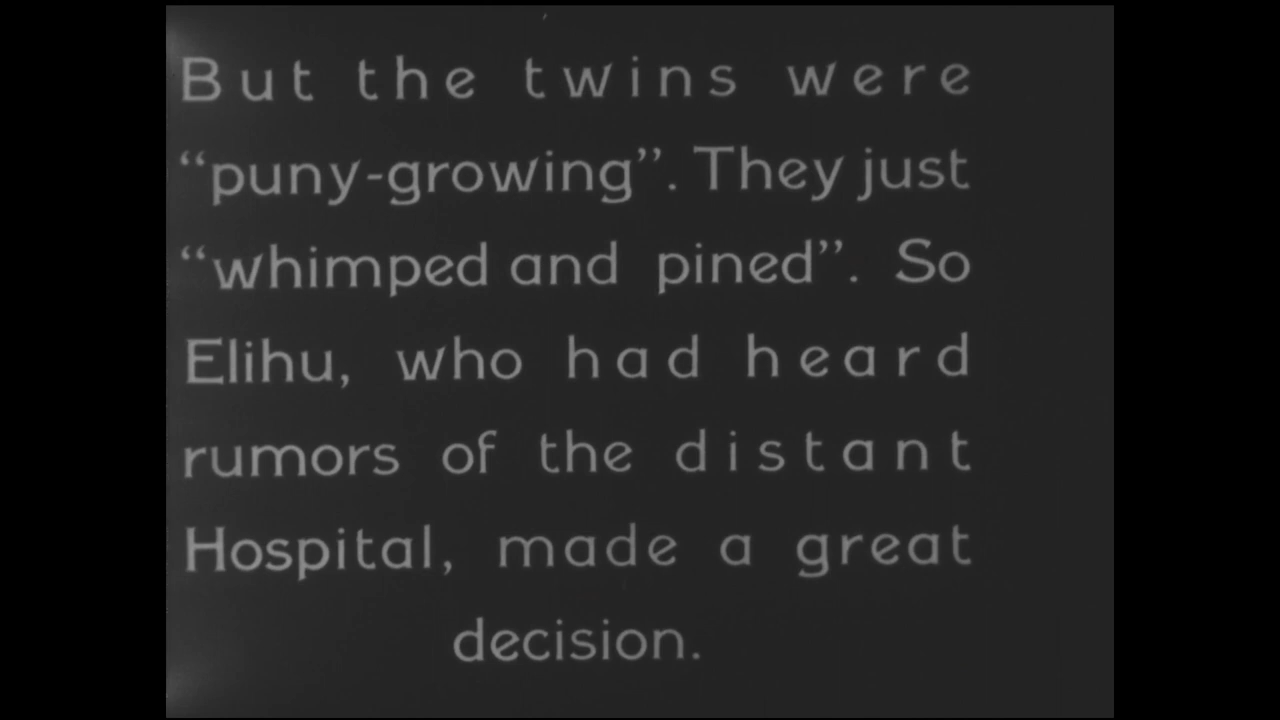 But the twins were
“puny-growing”. They just
“whimped and pined”. So
Elihu, who had heard
rumors of the distant
Hospital, made a great
decision.